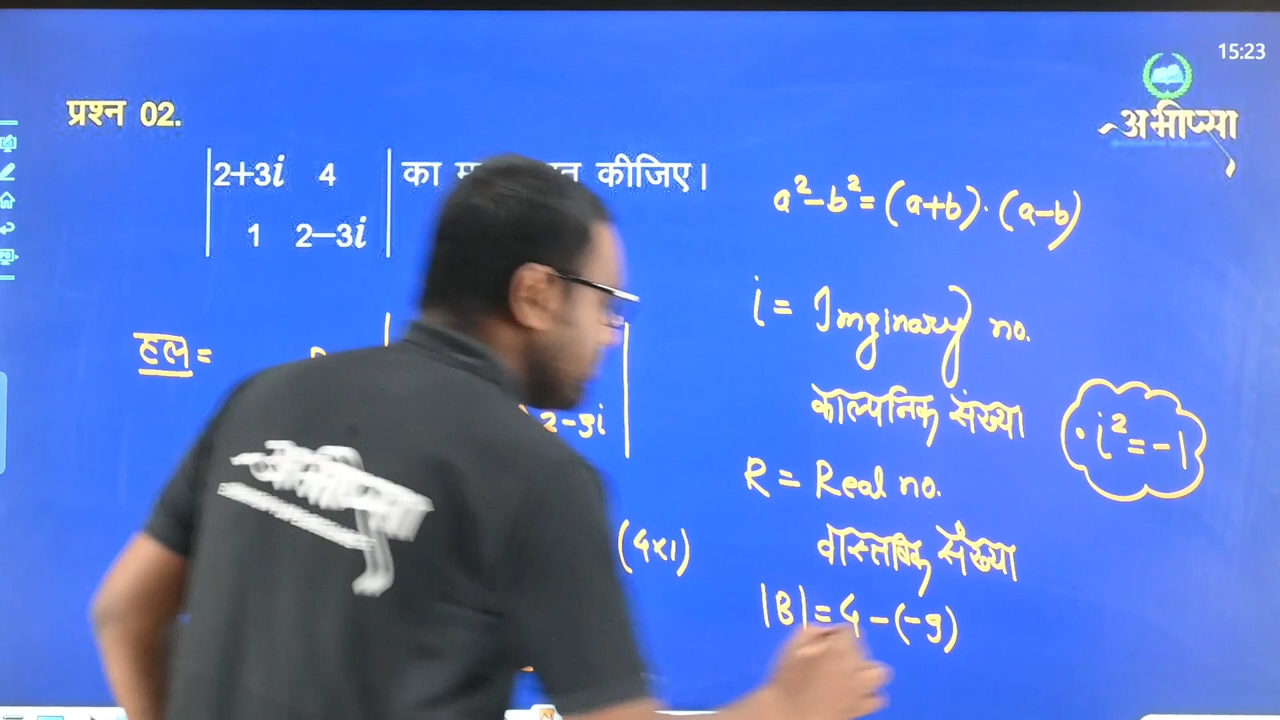 15:23
अभीप्सा
प्रश्न 02.
2+3i 4
1 2–3i
का कीजिए।
a²-b²=(a+b)·(a-b)
i = Imginary no.
काल्पनिक संख्या
i²=-1
हल=
2-3i
R = Real no.
वास्तविक संख्या
(4×1)
|B|=4-(-9)